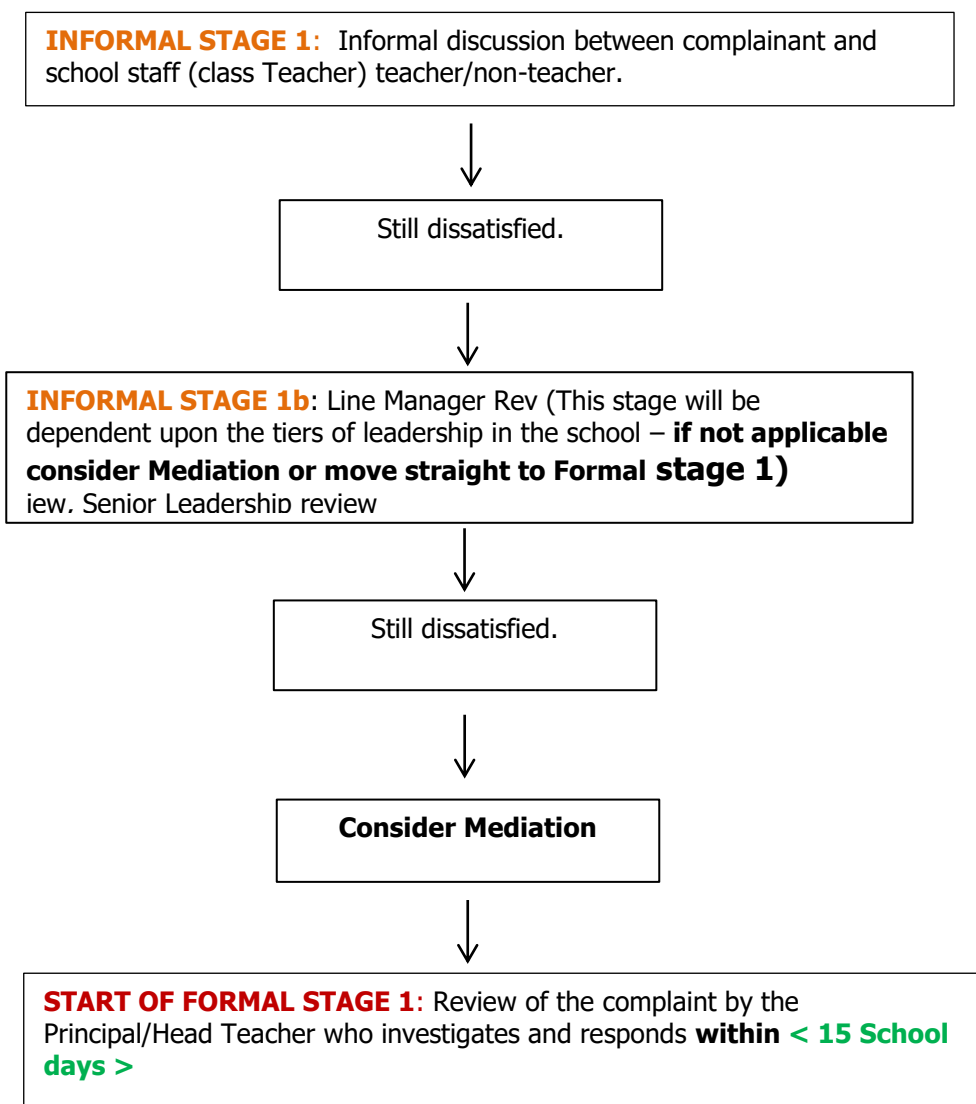 INFORMAL STAGE 1: Informal discussion between complainant and
school staff (class Teacher) teacher/non-teacher.
Still dissatisfied.
INFORMAL STAGE 1b: Line Manager Rev (This stage will be
dependent upon the tiers of leadership in the school – if not applicable
consider Mediation or move straight to Formal stage 1)
iew, Senior Leadership review
Still dissatisfied.
Consider Mediation
START OF FORMAL STAGE 1: Review of the complaint by the
Principal/Head Teacher who investigates and responds within < 15 School
days >